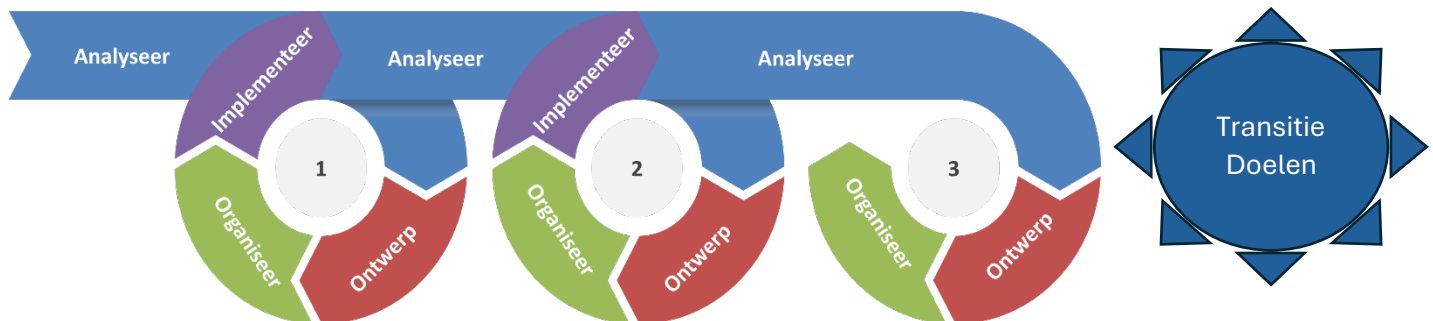 Analyseer
Implementeer
Analyseer
Implementeer
Analyseer
1
2
3
Organiseer
Ontwerp
Organiseer
Ontwerp
Organiseer
Ontwerp
Transitie
Doelen